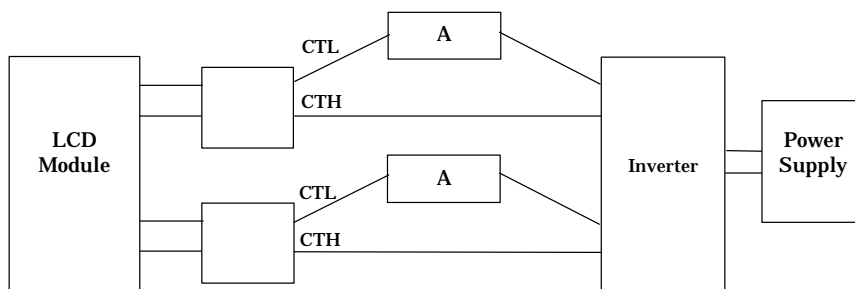 CTL
A
CTH
LCD
Module
Inverter
Power
Supply
CTL
A
CTH